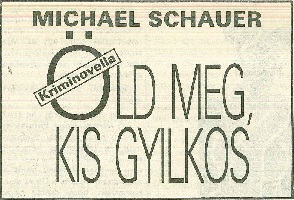 MICHAEL SCHAUER
Kriminovella
ÖLD MEG,
KIS GYILKOS